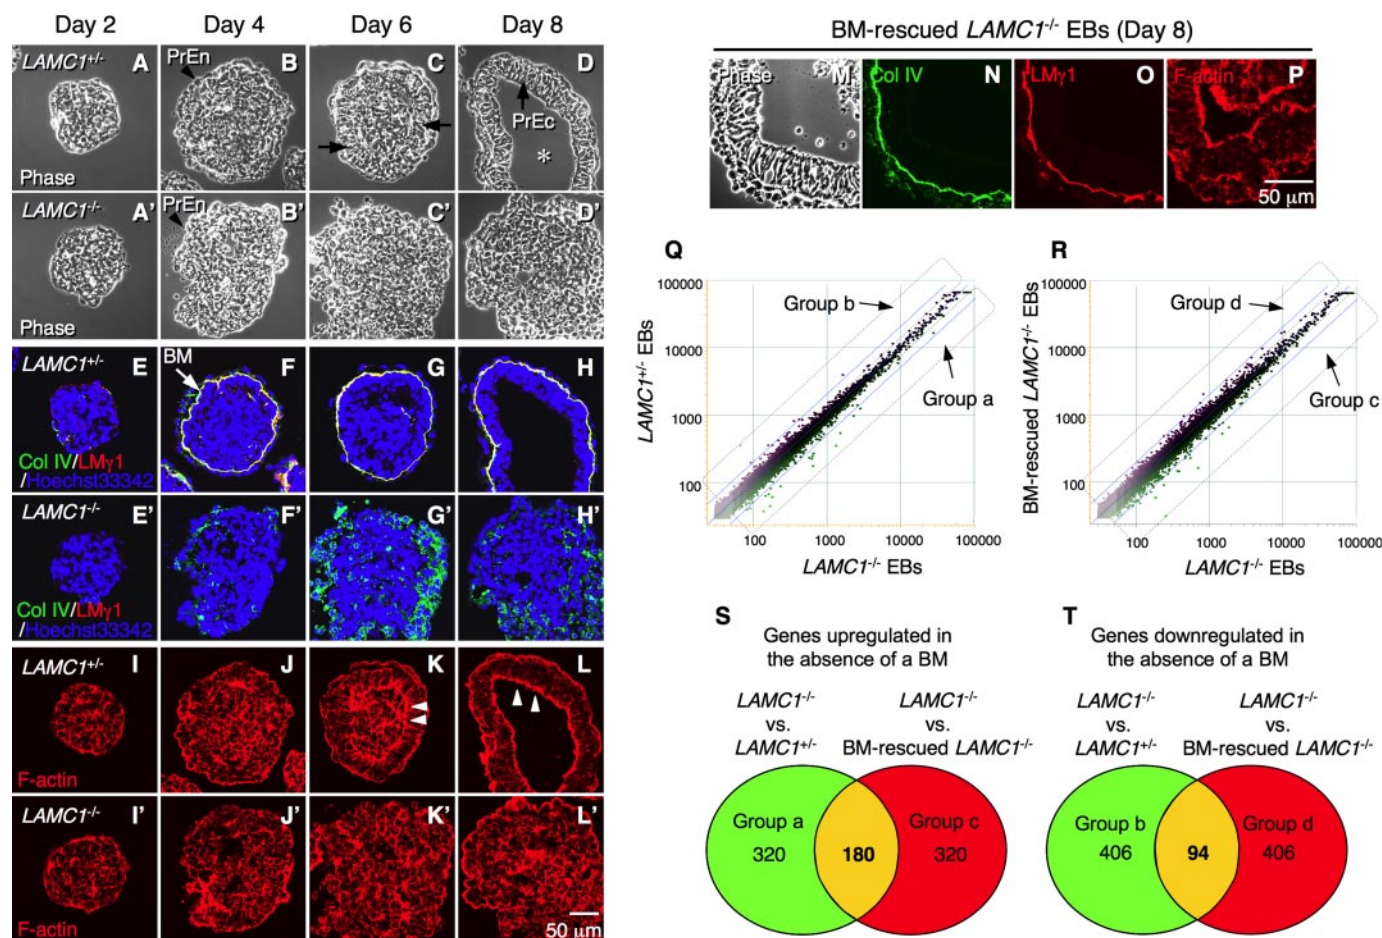 Day 2 Day 4 Day 6 Day 8
LAMC1+/- A PrEn B C D
PrEc
*
Phase
LAMC1-/- A' PrEn B' C' D'
Phase
LAMC1+/- E BM F G H
Col IV/LMγ1
/Hoechst33342
LAMC1-/- E' F' G' H'
Col IV/LMγ1
/Hoechst33342
LAMC1+/- I J K L
F-actin
LAMC1-/- I' J' K' L'
F-actin
50 μm
BM-rescued LAMC1-/- EBs (Day 8)
Phase M Col IV N LMγ1 O F-actin P
50 μm
Q
100000
10000
1000
100
LAMC1+/- EBs
Group b
Group a
100 1000 10000 100000
LAMC1-/- EBs
R
100000
10000
1000
100
BM-rescued LAMC1-/- EBs
Group d
Group c
100 1000 10000 100000
LAMC1-/- EBs
S
Genes upregulated in
the absence of a BM
LAMC1-/- LAMC1-/-
vs. vs.
LAMC1+/- BM-rescued LAMC1-/-
Group a Group c
320 180 320
T
Genes downregulated in
the absence of a BM
LAMC1-/- LAMC1-/-
vs. vs.
LAMC1+/- BM-rescued LAMC1-/-
Group b Group d
406 94 406